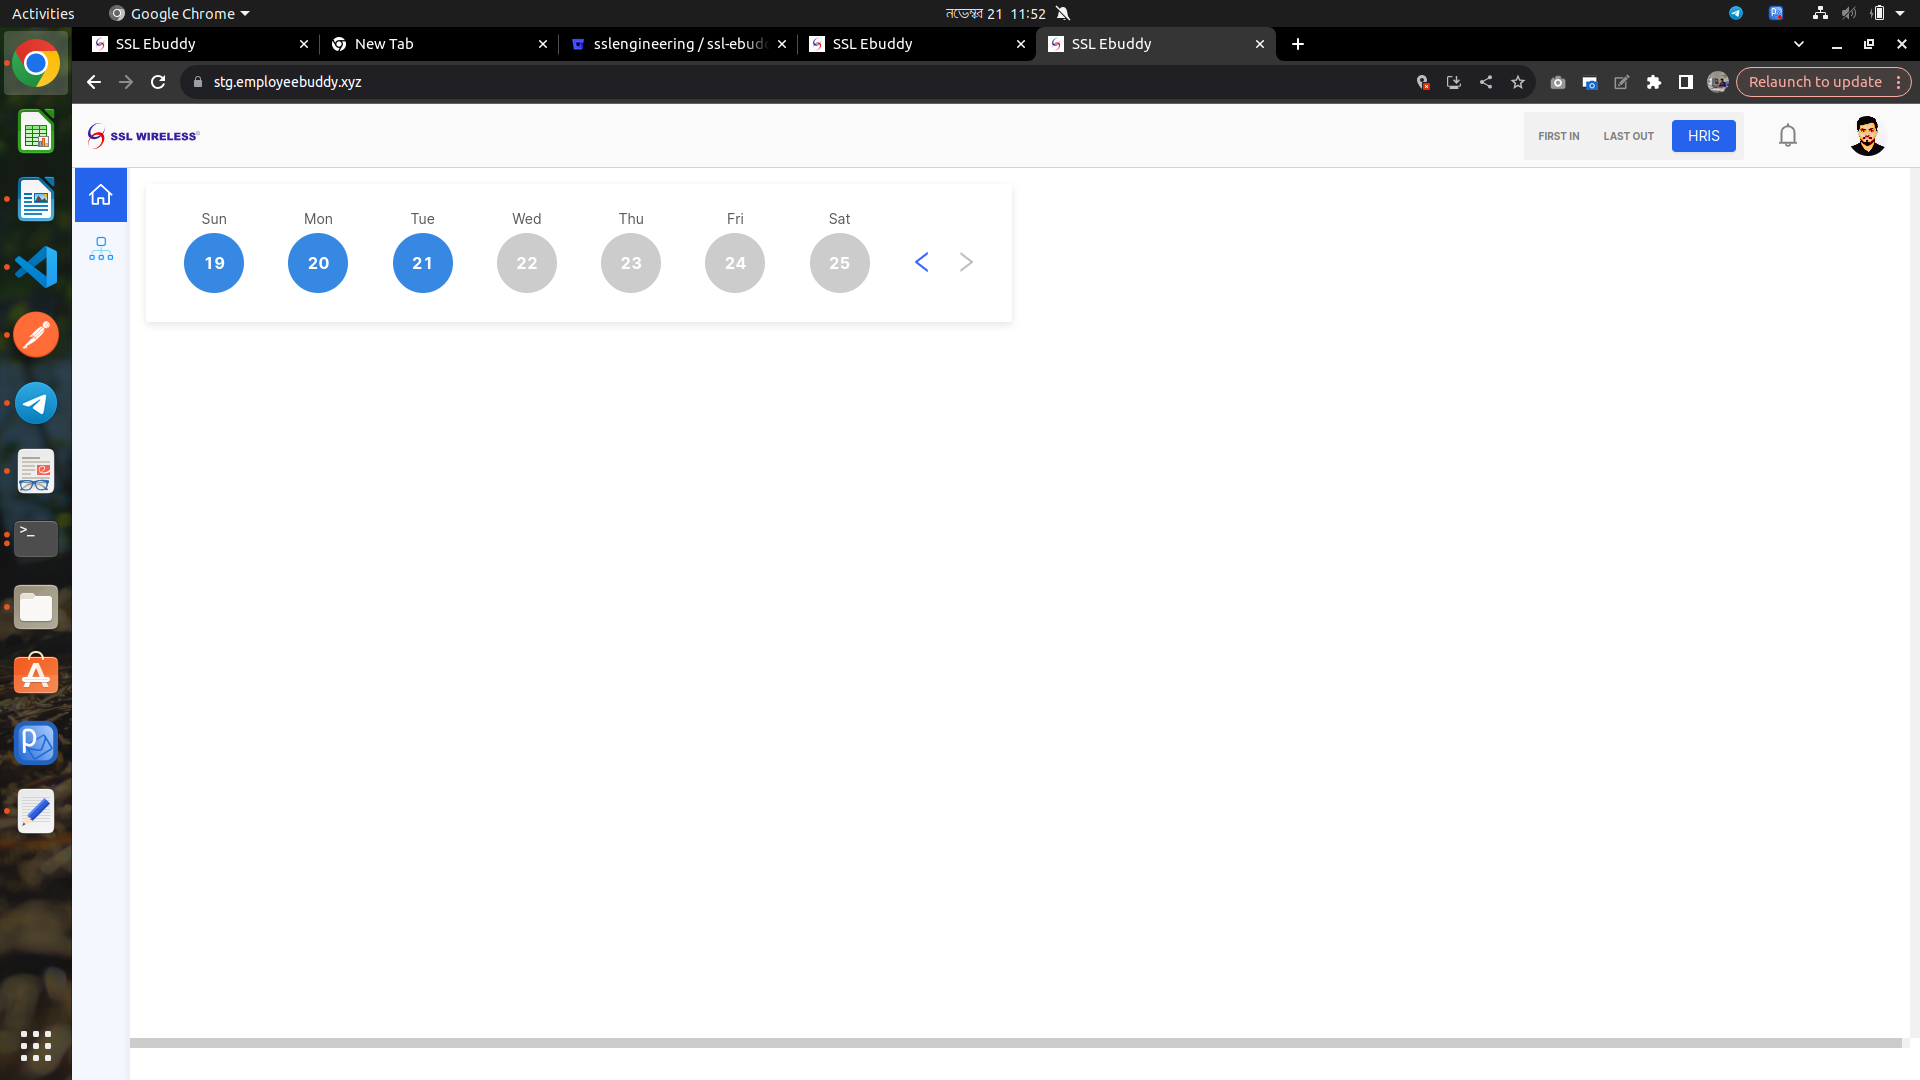 Activities Google Chrome নভেম্বর 21 11:52
SSL Ebuddy New Tab sslengineering / ssl-ebud SSL Ebuddy SSL Ebuddy
stg.employeebuddy.xyz Relaunch to update
SSL WIRELESS FIRST IN LAST OUT HRIS
Sun Mon Tue Wed Thu Fri Sat
19 20 21 22 23 24 25